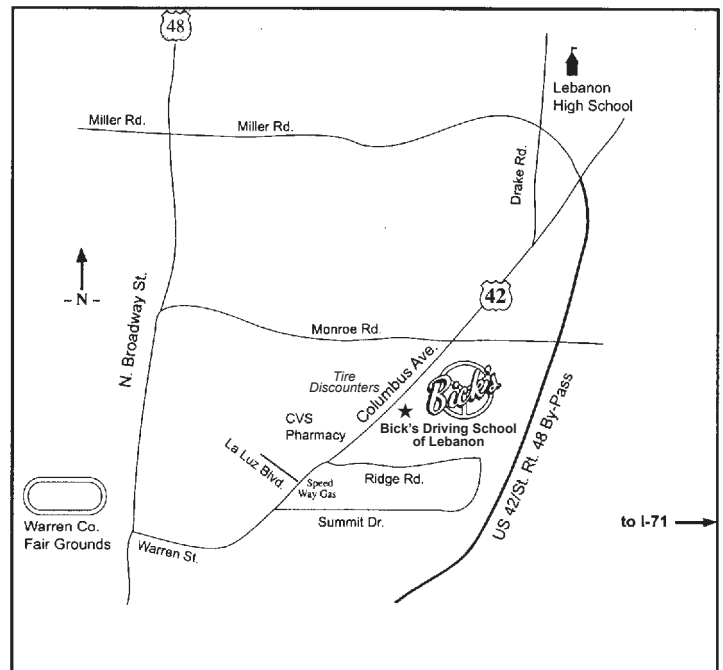 48
Lebanon
High School
Miller Rd.
Miller Rd.
Drake Rd.
- N -
N. Broadway St.
42
Monroe Rd.
Columbus Ave.
Tire
Discounters
Bick's
CVS
Pharmacy
Bick's Driving School
of Lebanon
La Luz Blvd.
Speed
Way Gas
Ridge Rd.
US 42/St. Rt. 48 By-Pass
Summit Dr.
Warren Co.
Fair Grounds
Warren St.
to I-71